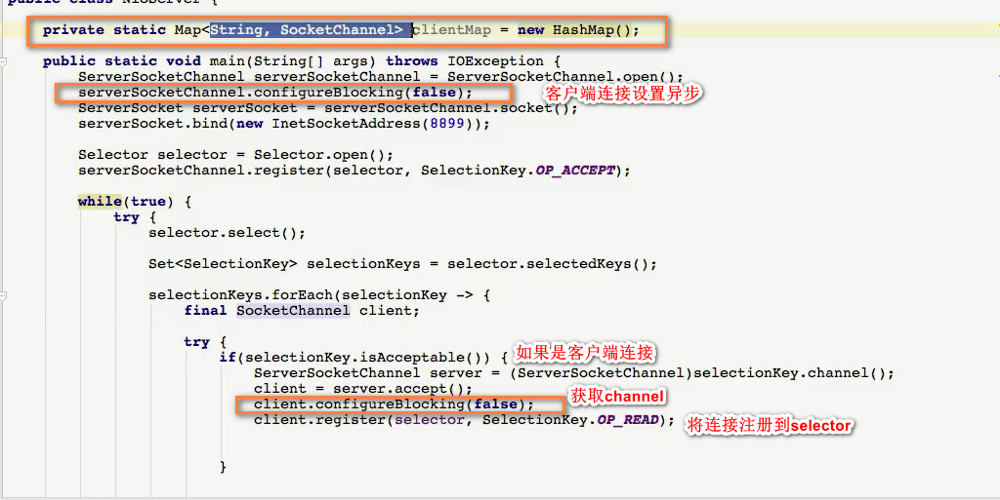 public class NioServer {
private static Map<String, SocketChannel> clientMap = new HashMap();
public static void main(String[] args) throws IOException {
ServerSocketChannel serverSocketChannel = ServerSocketChannel.open();
serverSocketChannel.configureBlocking(false); 客户端连接设置异步
ServerSocket serverSocket = serverSocketChannel.socket();
serverSocket.bind(new InetSocketAddress(8899));
Selector selector = Selector.open();
serverSocketChannel.register(selector, SelectionKey.OP_ACCEPT);
while(true) {
try {
selector.select();
Set<SelectionKey> selectionKeys = selector.selectedKeys();
selectionKeys.forEach(selectionKey -> {
final SocketChannel client;
try {
if(selectionKey.isAcceptable()) { 如果是客户端连接
ServerSocketChannel server = (ServerSocketChannel)selectionKey.channel();
client = server.accept(); 获取channel
client.configureBlocking(false);
client.register(selector, SelectionKey.OP_READ); 将连接注册到selector
}